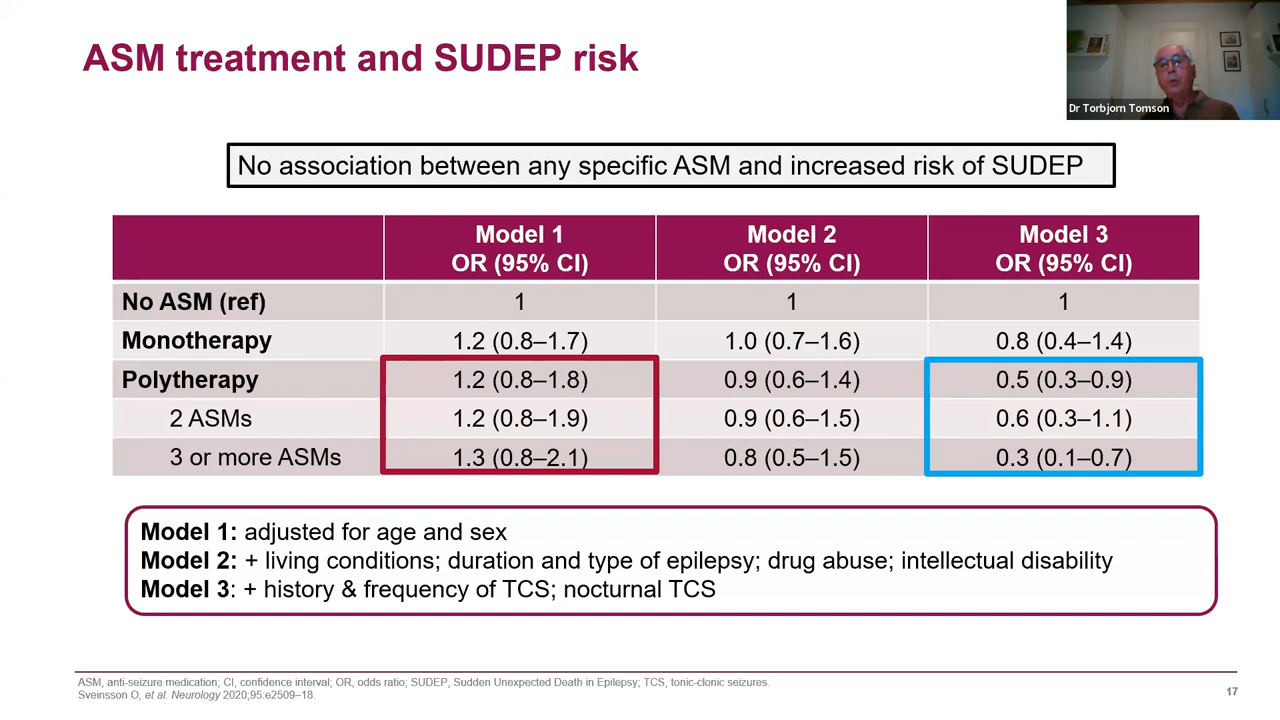 ASM treatment and SUDEP risk
Dr Torbjorn Tomson
No association between any specific ASM and increased risk of SUDEP
Model 1 Model 2 Model 3
OR (95% CI) OR (95% CI) OR (95% CI)
No ASM (ref) 1 1 1
Monotherapy 1.2 (0.8–1.7) 1.0 (0.7–1.6) 0.8 (0.4–1.4)
Polytherapy 1.2 (0.8–1.8) 0.9 (0.6–1.4) 0.5 (0.3–0.9)
2 ASMs 1.2 (0.8–1.9) 0.9 (0.6–1.5) 0.6 (0.3–1.1)
3 or more ASMs 1.3 (0.8–2.1) 0.8 (0.5–1.5) 0.3 (0.1–0.7)
Model 1: adjusted for age and sex
Model 2: + living conditions; duration and type of epilepsy; drug abuse; intellectual disability
Model 3: + history & frequency of TCS; nocturnal TCS
ASM, anti-seizure medication; CI, confidence interval; OR, odds ratio; SUDEP, Sudden Unexpected Death in Epilepsy; TCS, tonic-clonic seizures.
Sveinsson O, et al. Neurology 2020;95:e2509–18.
17